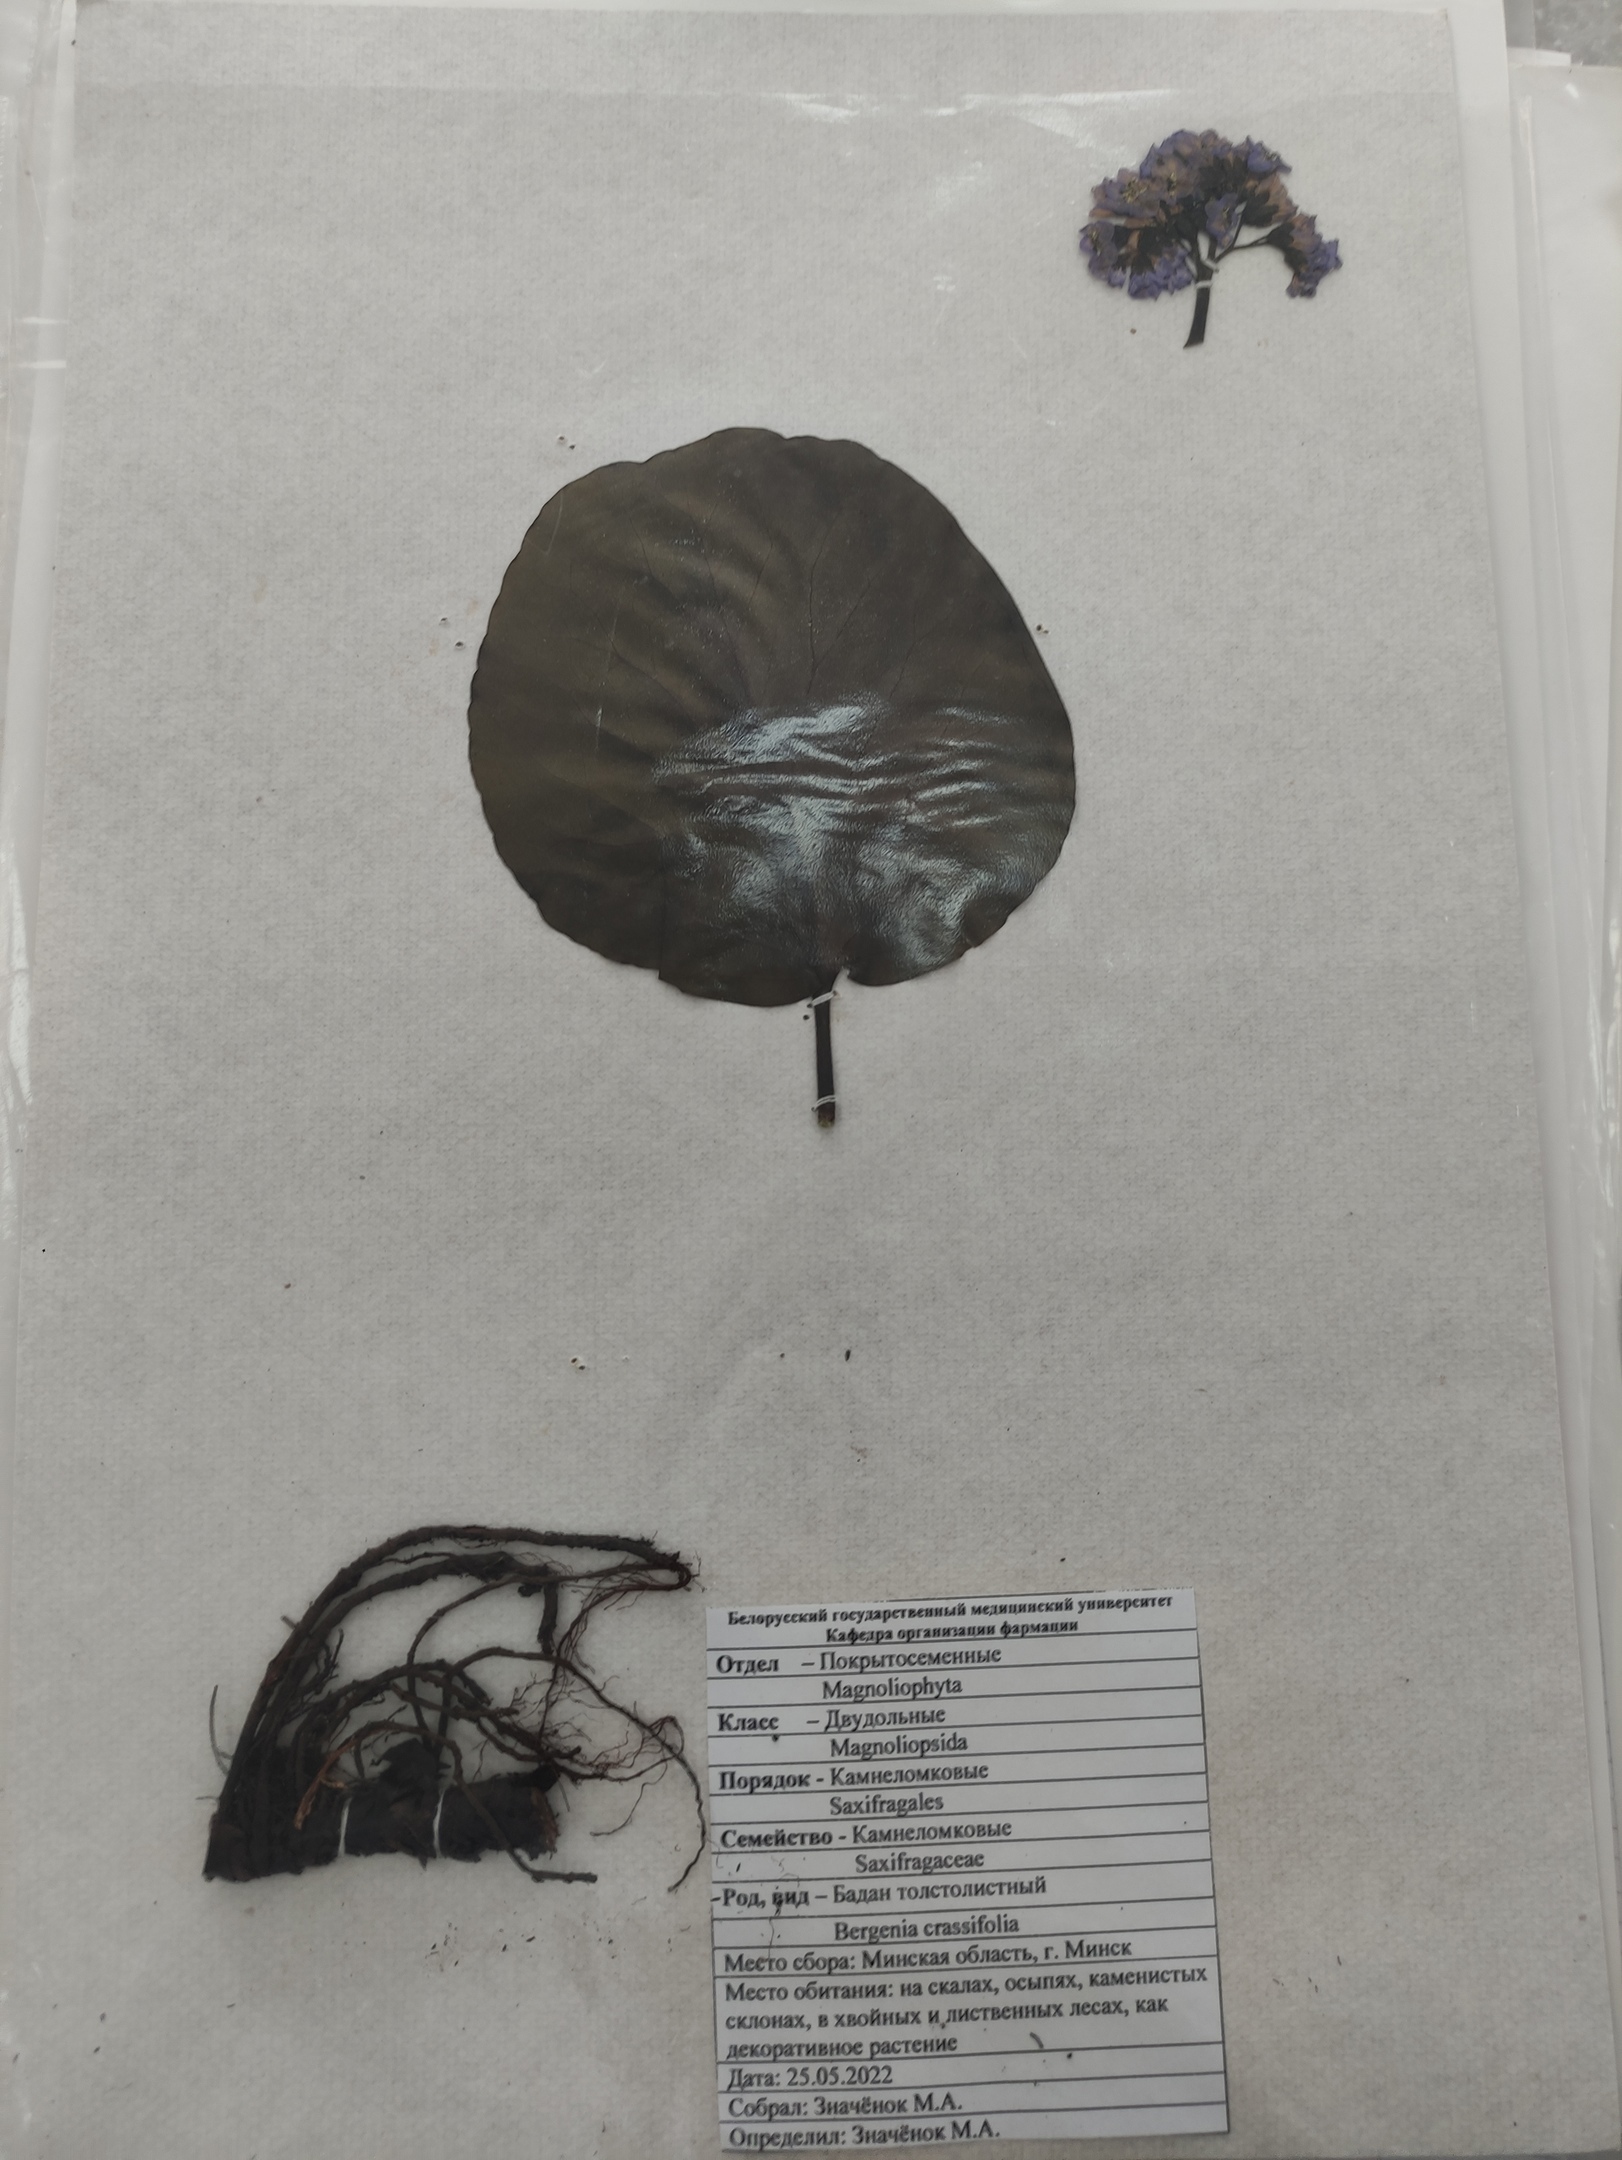 Белорусский государственный медицинский университет
Кафедра организации фармации
Отдел – Покрытосеменные
Magnoliophyta
Класс – Двудольные
Magnoliopsida
Порядок - Камнеломковые
Saxifragales
Семейство - Камнеломковые
Saxifragaceae
Род, вид – Бадан толстолистный
Bergenia crassifolia
Место сбора: Минская область, г. Минск
Место обитания: на скалах, осыпях, каменистых
склонах, в хвойных и лиственных лесах, как
декоративное растение
Дата: 25.05.2022
Собрал: Значёнок М.А.
Определил: Значёнок М.А.